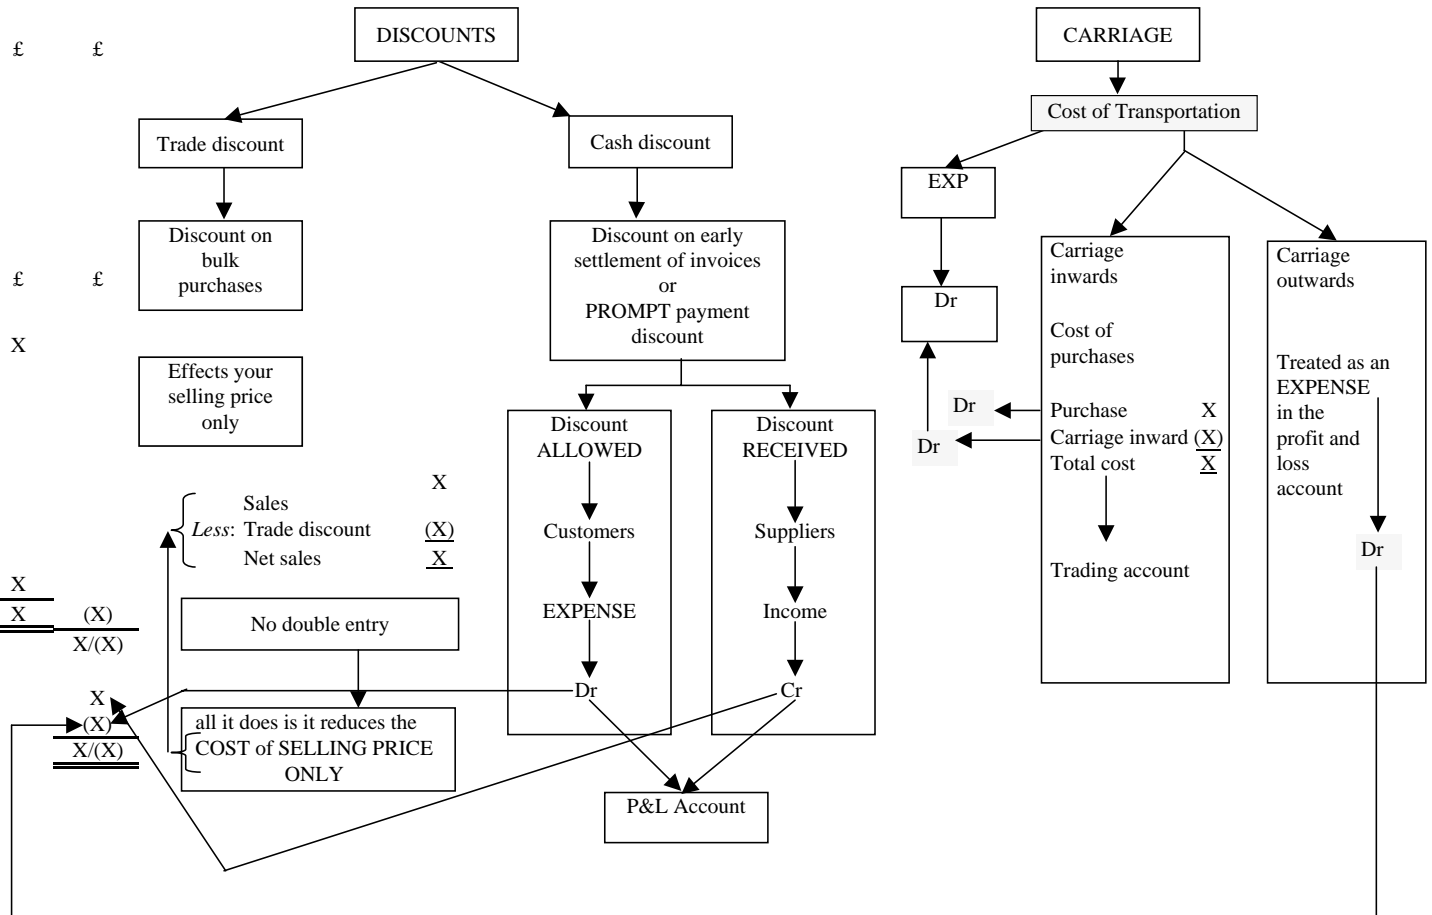 £ £
£ £
X
X
X (X)
X/(X)
X
(X)
X/(X)
DISCOUNTS
Trade discount
Discount on
bulk
purchases
Effects your
selling price
only
X
Sales
Less: Trade discount (X)
Net sales X
No double entry
all it does is it reduces the
COST of SELLING PRICE
ONLY
Cash discount
Discount on early
settlement of invoices
or
PROMPT payment
discount
Discount
ALLOWED
Customers
EXPENSE
Dr
Discount
RECEIVED
Suppliers
Income
Cr
P&L Account
CARRIAGE
Cost of Transportation
EXP
Dr
Dr
Dr
Carriage
inwards
Cost of
purchases
Purchase X
Carriage inward (X)
Total cost X
Trading account
Carriage
outwards
Treated as an
EXPENSE
in the
profit and
loss
account
Dr